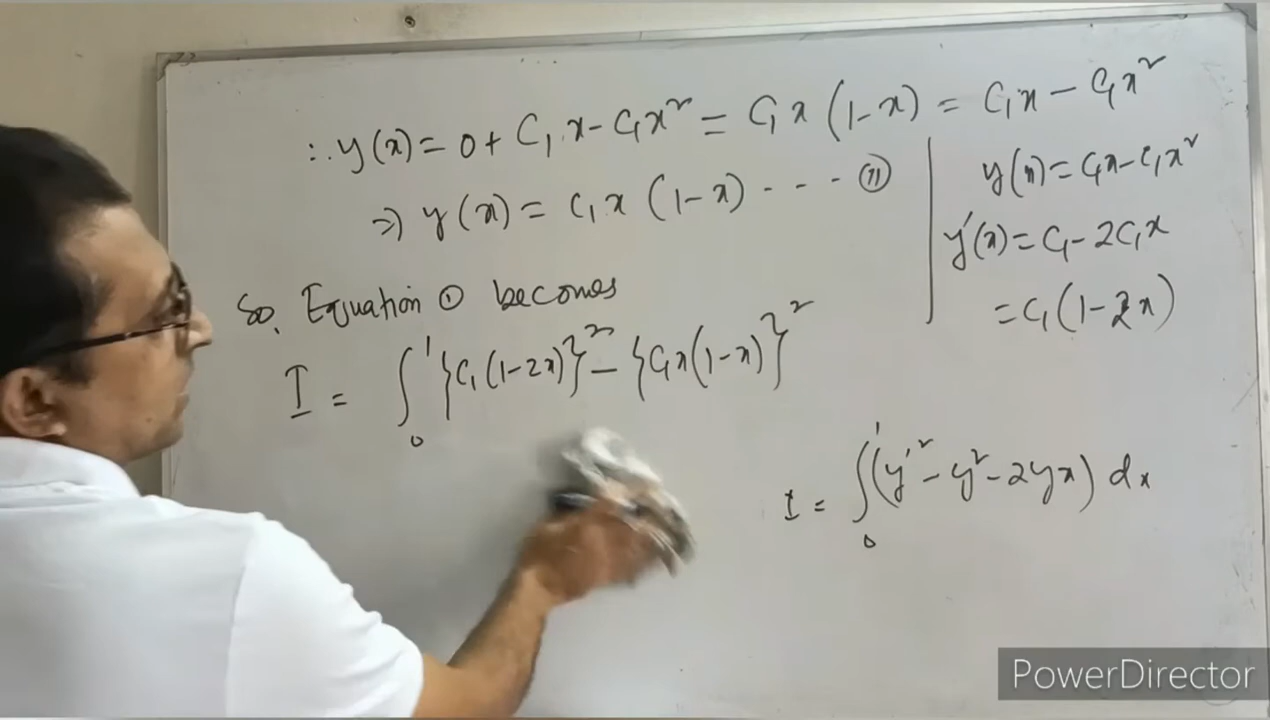 ∴ y(x) = 0 + C₁.x - C₁x² = C₁x (1-x) = C₁x - C₁x²
⇒ y(x) = C₁x (1-x) - - - (II)
y(x) = C₁x - C₁x²
y'(x) = C₁ - 2C₁x
= C₁(1-2x)
So, Equation ① becomes
I = ∫₀¹ {C₁(1-2x)}² - {C₁x(1-x)}²
I = ∫₀¹ (y'² - y² - 2yx) dx
PowerDirector